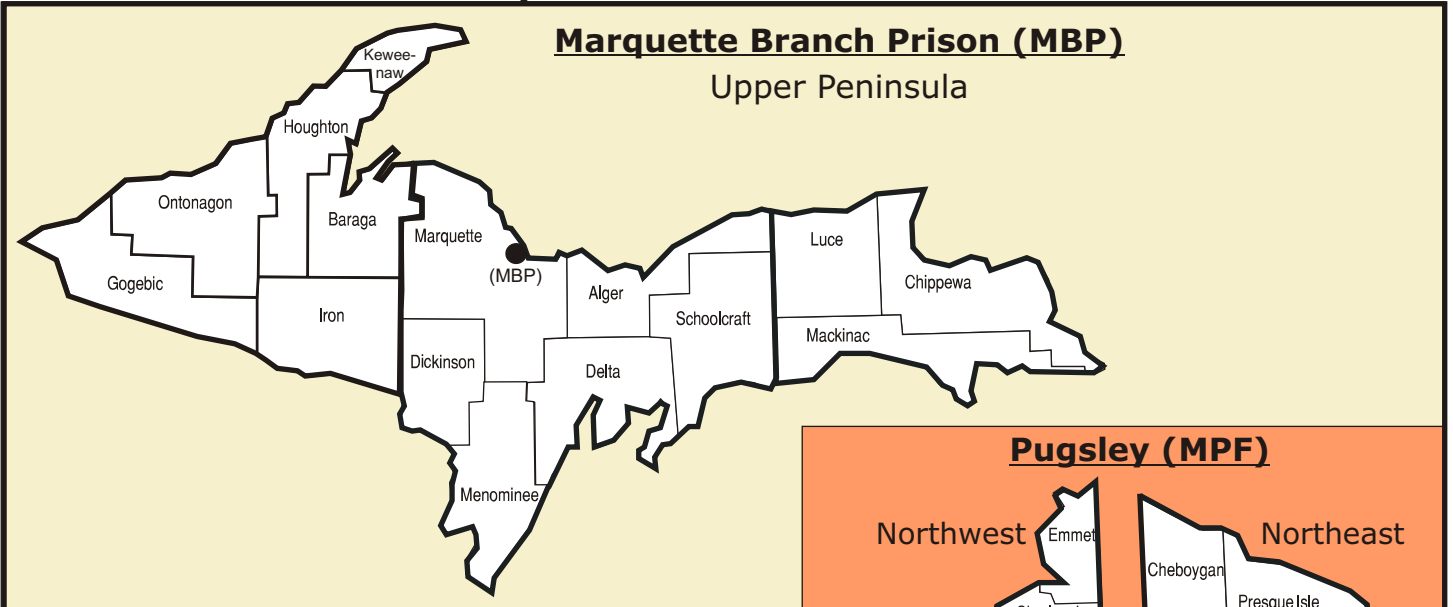 Marquette Branch Prison (MBP)
Upper Peninsula
Kewee-
naw
Houghton
Ontonagon
Baraga
Marquette
(MBP)
Luce
Chippewa
Gogebic
Iron
Alger
Schoolcraft
Mackinac
Dickinson
Delta
Menominee
Pugsley (MPF)
Northwest
Emmet
Northeast
Cheboygan
Presque Isle